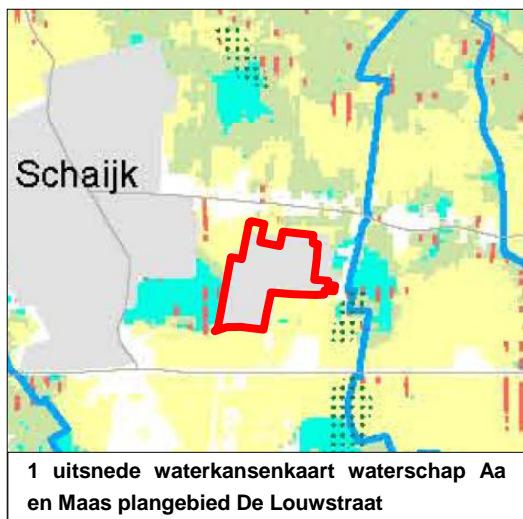 Schaijk
1 uitsnede waterkansenkaart waterschap Aa
en Maas plangebied De Louwstraat